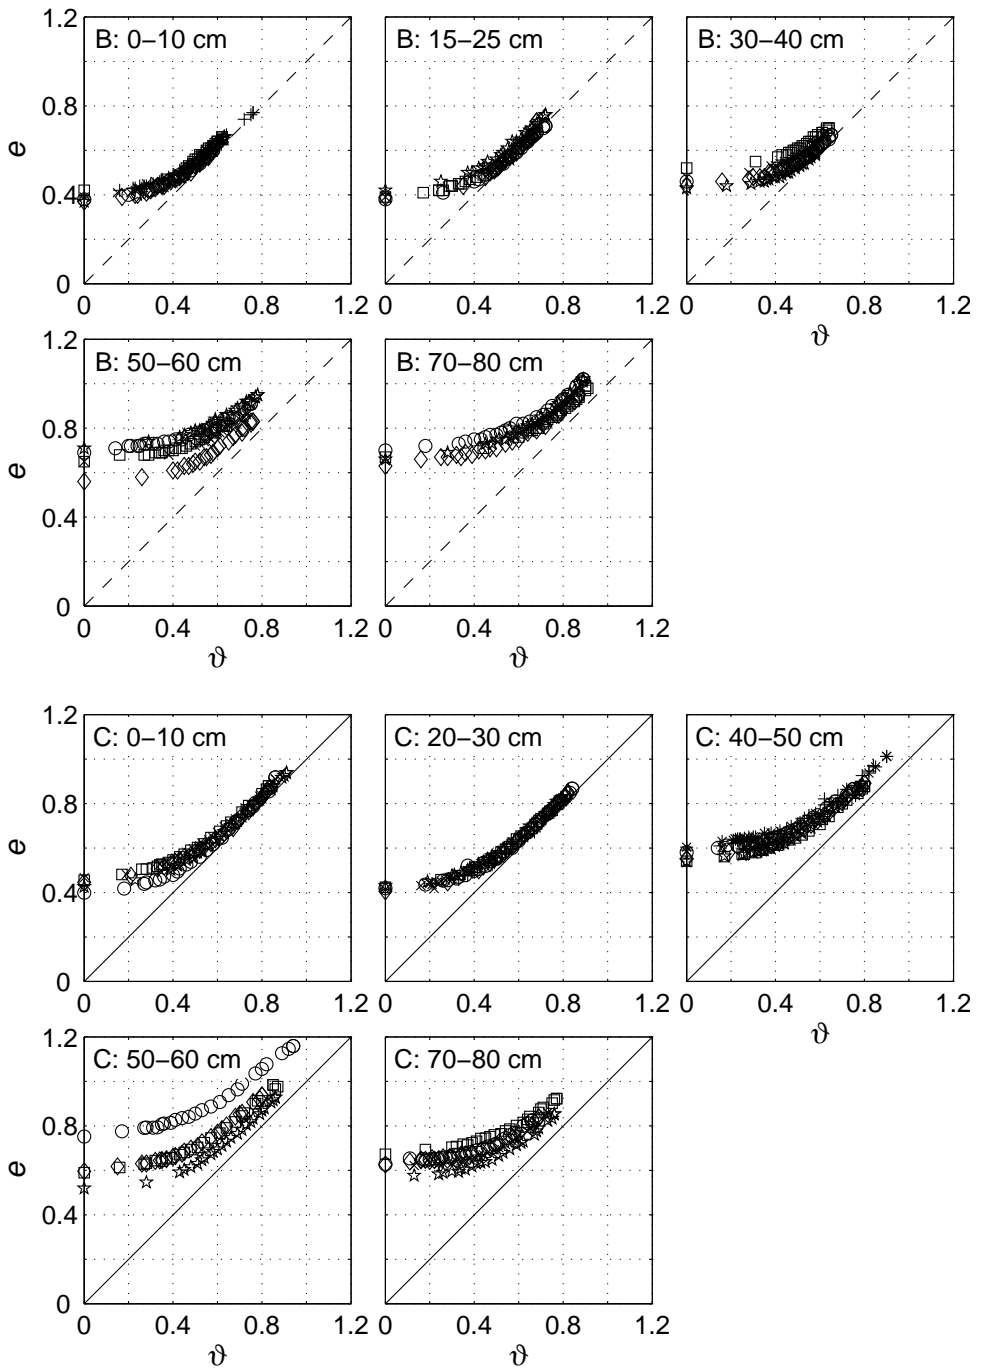 1.2
B: 0−10 cm
B: 15−25 cm
B: 30−40 cm
0.8
e
0.4
0
0 0.4 0.8 1.2
0 0.4 0.8 1.2
0 0.4 0.8 1.2
ϑ
1.2
B: 50−60 cm
B: 70−80 cm
0.8
e
0.4
0
0 0.4 0.8 1.2
0 0.4 0.8 1.2
ϑ
ϑ
1.2
C: 0−10 cm
C: 20−30 cm
C: 40−50 cm
0.8
e
0.4
0
0 0.4 0.8 1.2
0 0.4 0.8 1.2
0 0.4 0.8 1.2
ϑ
1.2
C: 50−60 cm
C: 70−80 cm
0.8
e
0.4
0
0 0.4 0.8 1.2
0 0.4 0.8 1.2
ϑ
ϑ